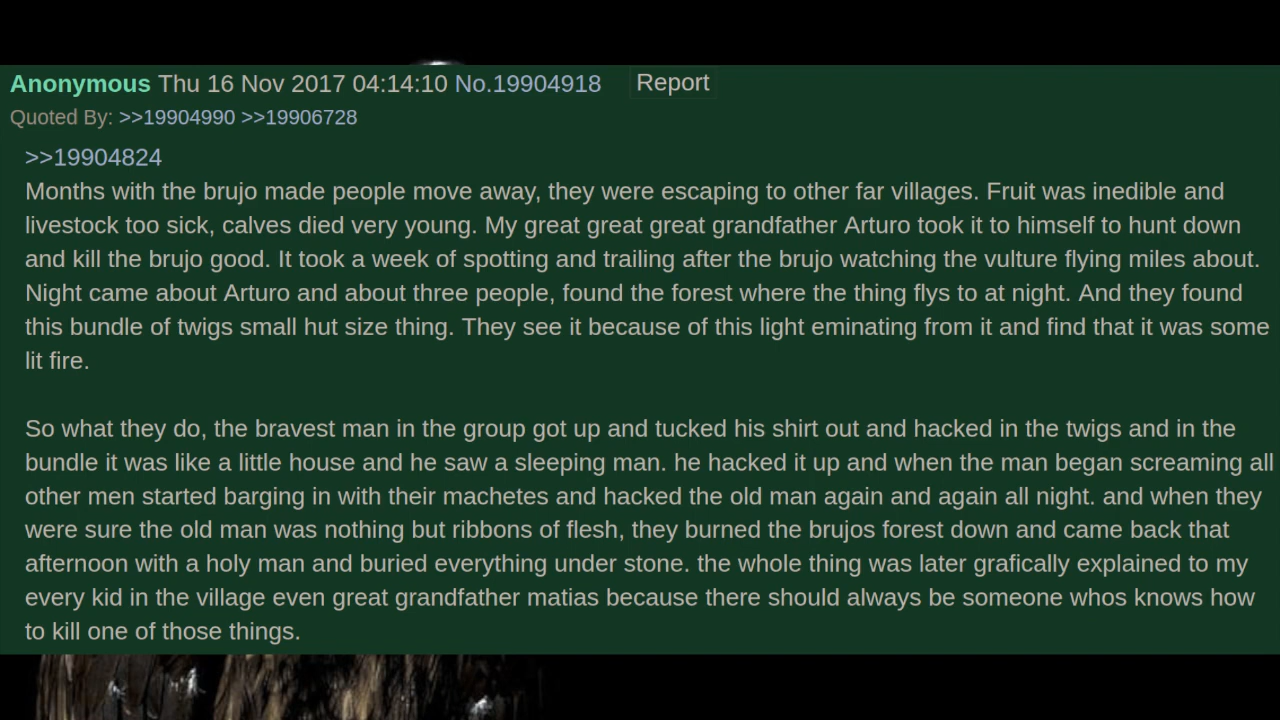 Anonymous Thu 16 Nov 2017 04:14:10 No.19904918 Report
Quoted By: >>19904990 >>19906728
>>19904824
Months with the brujo made people move away, they were escaping to other far villages. Fruit was inedible and
livestock too sick, calves died very young. My great great great grandfather Arturo took it to himself to hunt down
and kill the brujo good. It took a week of spotting and trailing after the brujo watching the vulture flying miles about.
Night came about Arturo and about three people, found the forest where the thing flys to at night. And they found
this bundle of twigs small hut size thing. They see it because of this light eminating from it and find that it was some
lit fire.
So what they do, the bravest man in the group got up and tucked his shirt out and hacked in the twigs and in the
bundle it was like a little house and he saw a sleeping man. he hacked it up and when the man began screaming all
other men started barging in with their machetes and hacked the old man again and again all night. and when they
were sure the old man was nothing but ribbons of flesh, they burned the brujos forest down and came back that
afternoon with a holy man and buried everything under stone. the whole thing was later grafically explained to my
every kid in the village even great grandfather matias because there should always be someone whos knows how
to kill one of those things.